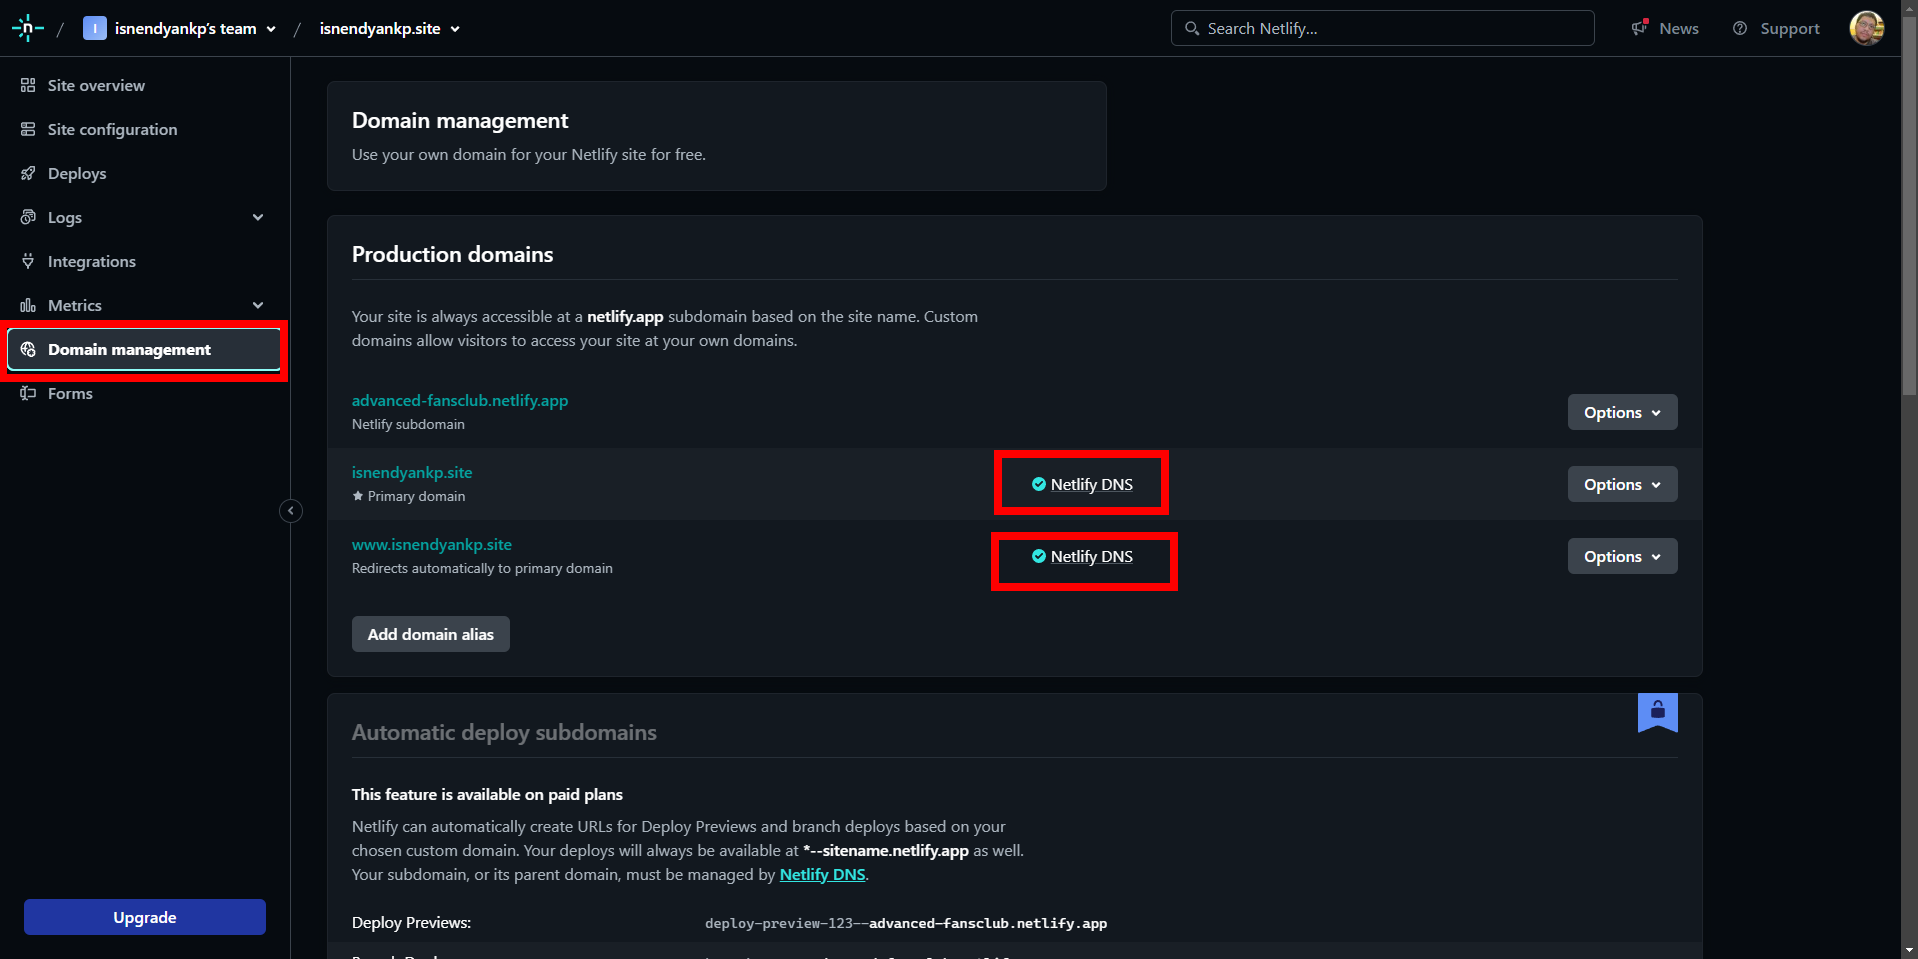 n / I isnendyankp's team / isnendyankp.site
Search Netlify...
News
Support
Site overview
Site configuration
Deploys
Logs
Integrations
Metrics
Domain management
Forms
Upgrade
Domain management
Use your own domain for your Netlify site for free.
Production domains
Your site is always accessible at a netlify.app subdomain based on the site name. Custom
domains allow visitors to access your site at your own domains.
advanced-fansclub.netlify.app
Netlify subdomain
Options
isnendyankp.site
Primary domain
Netlify DNS
Options
www.isnendyankp.site
Redirects automatically to primary domain
Netlify DNS
Options
Add domain alias
Automatic deploy subdomains
This feature is available on paid plans
Netlify can automatically create URLs for Deploy Previews and branch deploys based on your
chosen custom domain. Your deploys will always be available at *--sitename.netlify.app as well.
Your subdomain, or its parent domain, must be managed by Netlify DNS.
Deploy Previews:
deploy-preview-123--advanced-fansclub.netlify.app